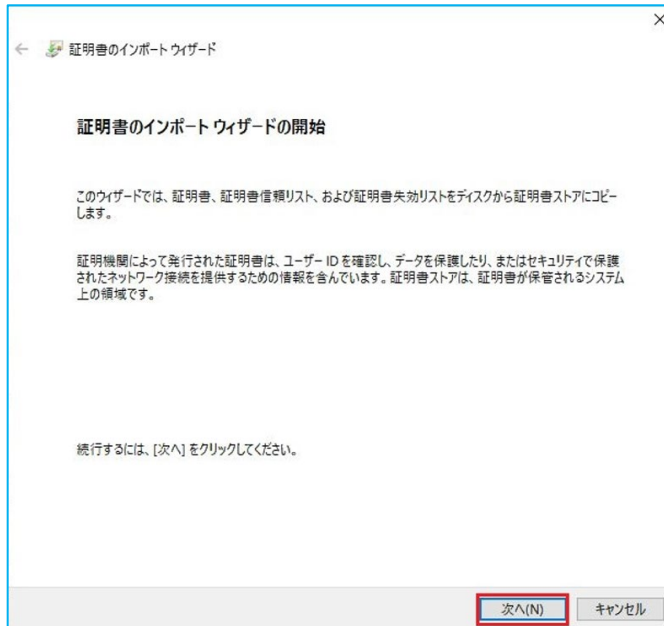 証明書のインポート ウィザード
証明書のインポート ウィザードの開始
このウィザードでは、証明書、証明書信頼リスト、および証明書失効リストをディスクから証明書ストアにコピー
します。
証明機関によって発行された証明書は、ユーザー ID を確認し、データを保護したり、またはセキュリティで保護
されたネットワーク接続を提供するための情報を含んでいます。証明書ストアは、証明書が保管されるシステム
上の領域です。
続行するには、[次へ] をクリックしてください。
次へ(N)
キャンセル